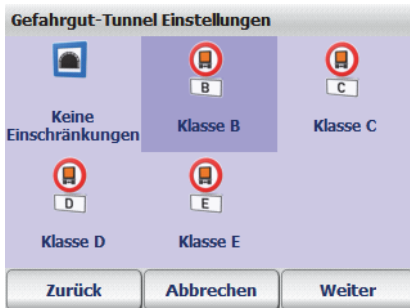 Gefahrgut-Tunnel Einstellungen
B
C
Keine
Einschränkungen
Klasse B
Klasse C
D
E
Klasse D
Klasse E
Zurück
Abbrechen
Weiter